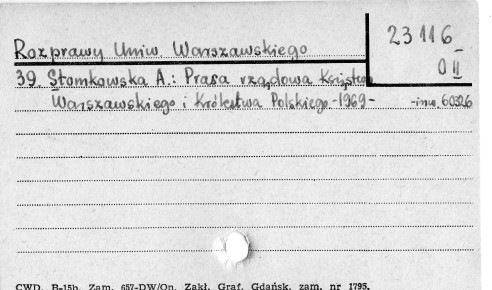 23116
0 II
Rozprawy Uniw. Warszawskiego
39. Słomkowska A.: Prasa rządowa Księstwa
Warszawskiego i Królestwa Polskiego -1969- -inw. 60326
CWD, B-15b, Zam. 657-DW/On. Zakł. Graf. Gdańsk, zam. nr 1795.